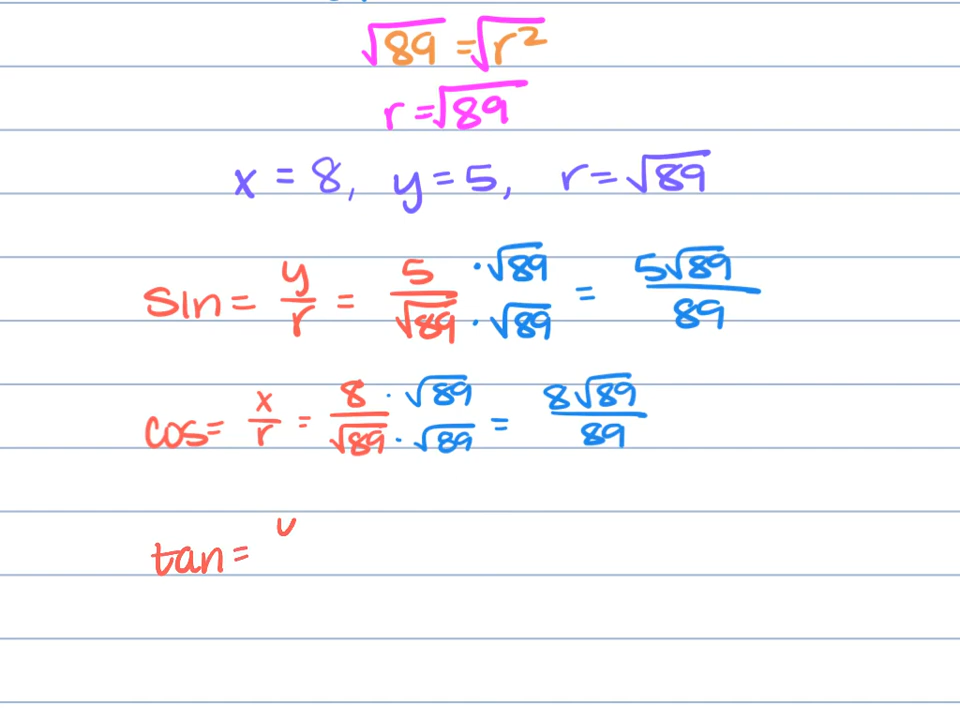 √89 = √r²
r = √89
x = 8, y = 5, r = √89
sin = y/r = 5/√89 · √89/√89 = 5√89/89
cos = x/r = 8/√89 · √89/√89 = 8√89/89
tan =